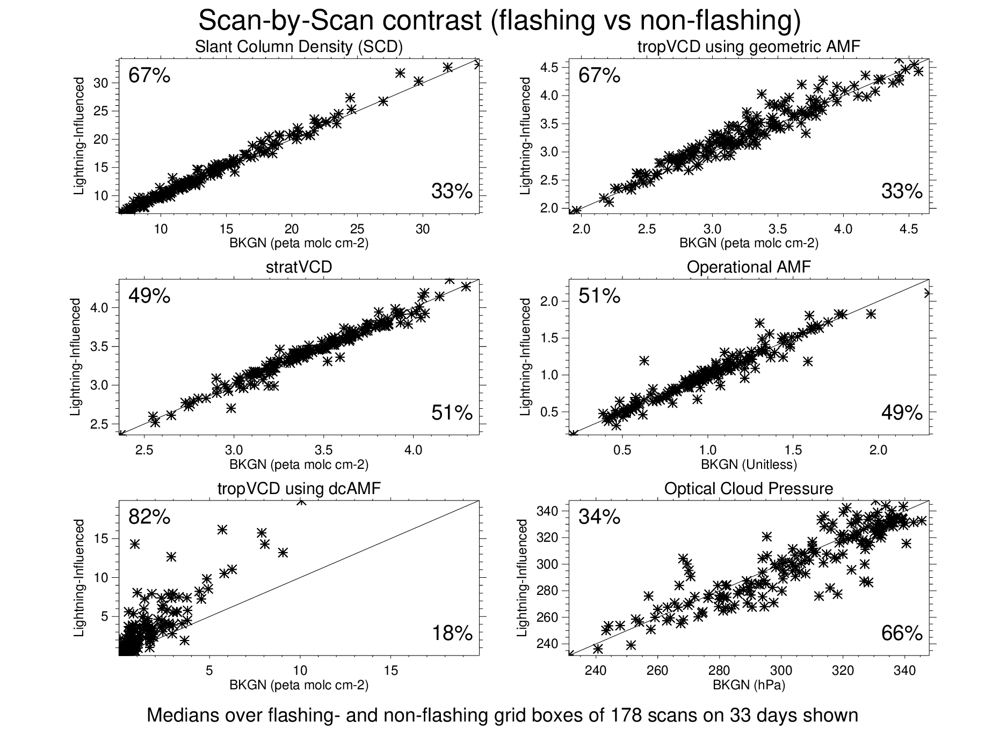 Scan-by-Scan contrast (flashing vs non-flashing)
Slant Column Density (SCD)
67%
33%
Lightning-Influenced
30
25
20
15
10
10 15 20 25 30
BKGN (peta molc cm-2)
tropVCD using geometric AMF
67%
33%
Lightning-Influenced
4.5
4.0
3.5
3.0
2.5
2.0
2.0 2.5 3.0 3.5 4.0 4.5
BKGN (peta molc cm-2)
stratVCD
49%
51%
Lightning-Influenced
4.0
3.5
3.0
2.5
2.5 3.0 3.5 4.0
BKGN (peta molc cm-2)
Operational AMF
51%
49%
Lightning-Influenced
2.0
1.5
1.0
0.5
0.5 1.0 1.5 2.0
BKGN (Unitless)
tropVCD using dcAMF
82%
18%
Lightning-Influenced
15
10
5
5 10 15
BKGN (peta molc cm-2)
Optical Cloud Pressure
34%
66%
Lightning-Influenced
340
320
300
280
260
240
240 260 280 300 320 340
BKGN (hPa)
Medians over flashing- and non-flashing grid boxes of 178 scans on 33 days shown